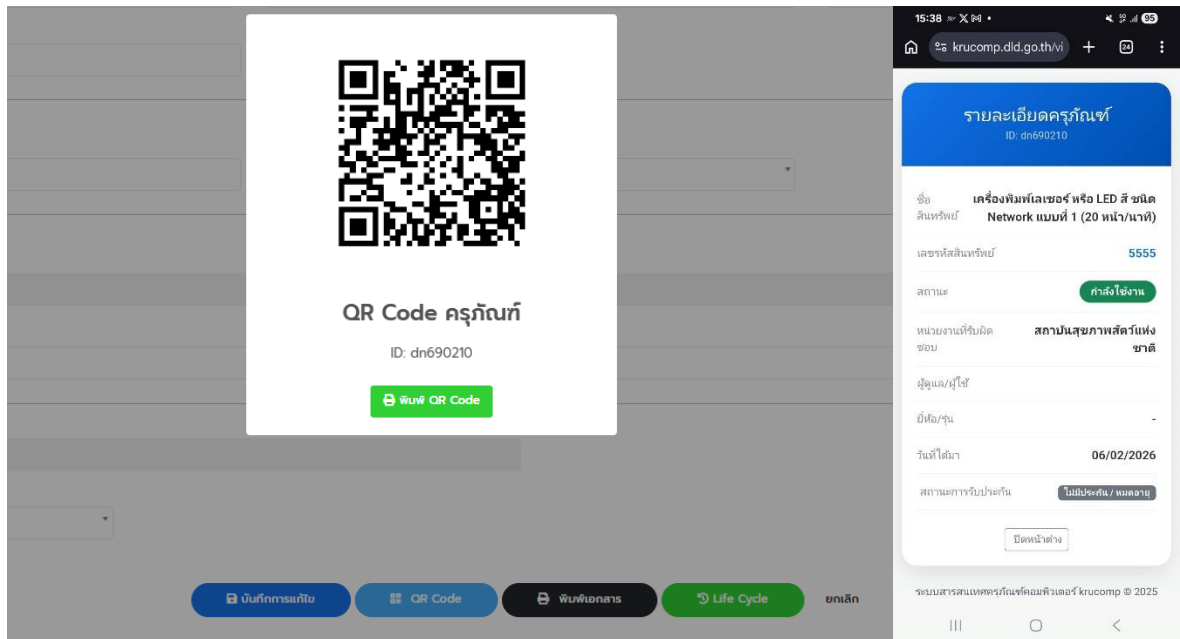 QR Code ครุภัณฑ์
ID: dn690210
พิมพ์ QR Code
บันทึกการแก้ไข
QR Code
พิมพ์เอกสาร
Life Cycle
ยกเลิก
15:38
95
krucomp.dld.go.th/vi
24
รายละเอียดครุภัณฑ์
ID: dn690210
ชื่อสินทรัพย์ เครื่องพิมพ์เลเซอร์ หรือ LED สี ชนิด
Network แบบที่ 1 (20 หน้า/นาที)
เลขรหัสสินทรัพย์ 5555
สถานะ กำลังใช้งาน
หน่วยงานที่รับผิดชอบ สถาบันสุขภาพสัตว์แห่ง
ชาติ
ผู้ดูแล/ผู้ใช้
ยี่ห้อ/รุ่น -
วันที่ได้มา 06/02/2026
สถานะการรับประกัน ไม่มีประกัน / หมดอายุ
ปิดหน้าต่าง
ระบบสารสนเทศครุภัณฑ์คอมพิวเตอร์ krucomp © 2025